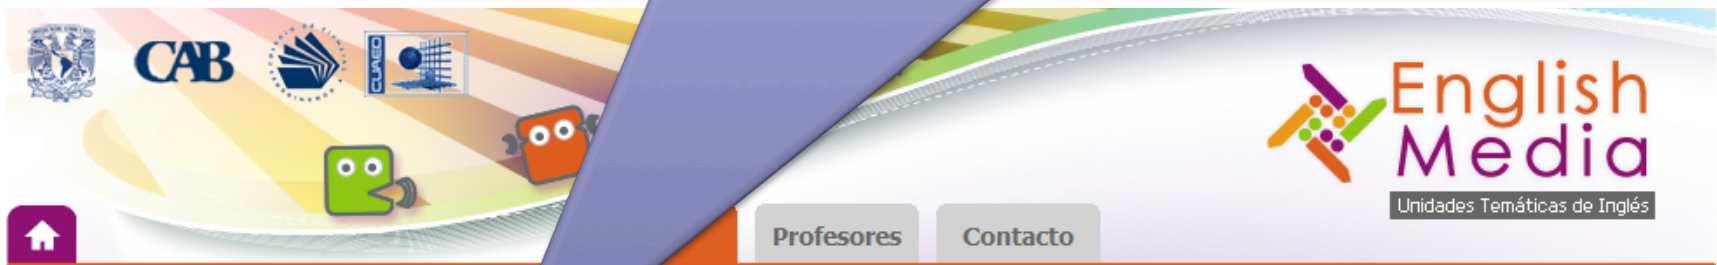 CAB
CUAED
English
Media
Unidades Temáticas de Inglés
Profesores
Contacto